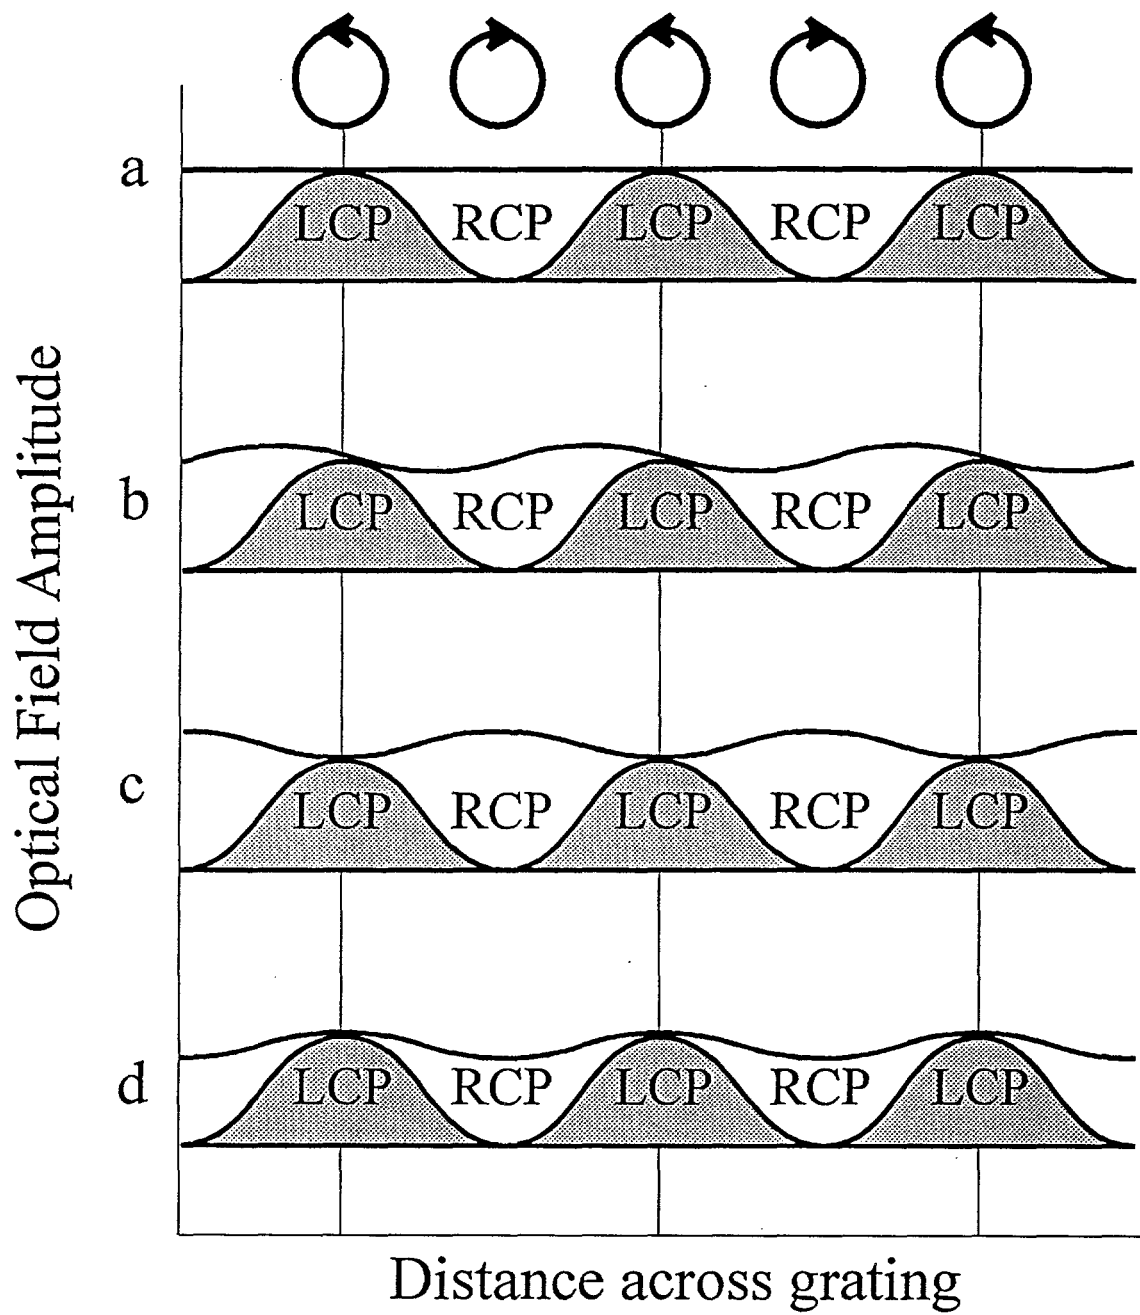 a
LCP RCP LCP RCP LCP
b
LCP RCP LCP RCP LCP
c
LCP RCP LCP RCP LCP
d
LCP RCP LCP RCP LCP
Optical Field Amplitude
Distance across grating